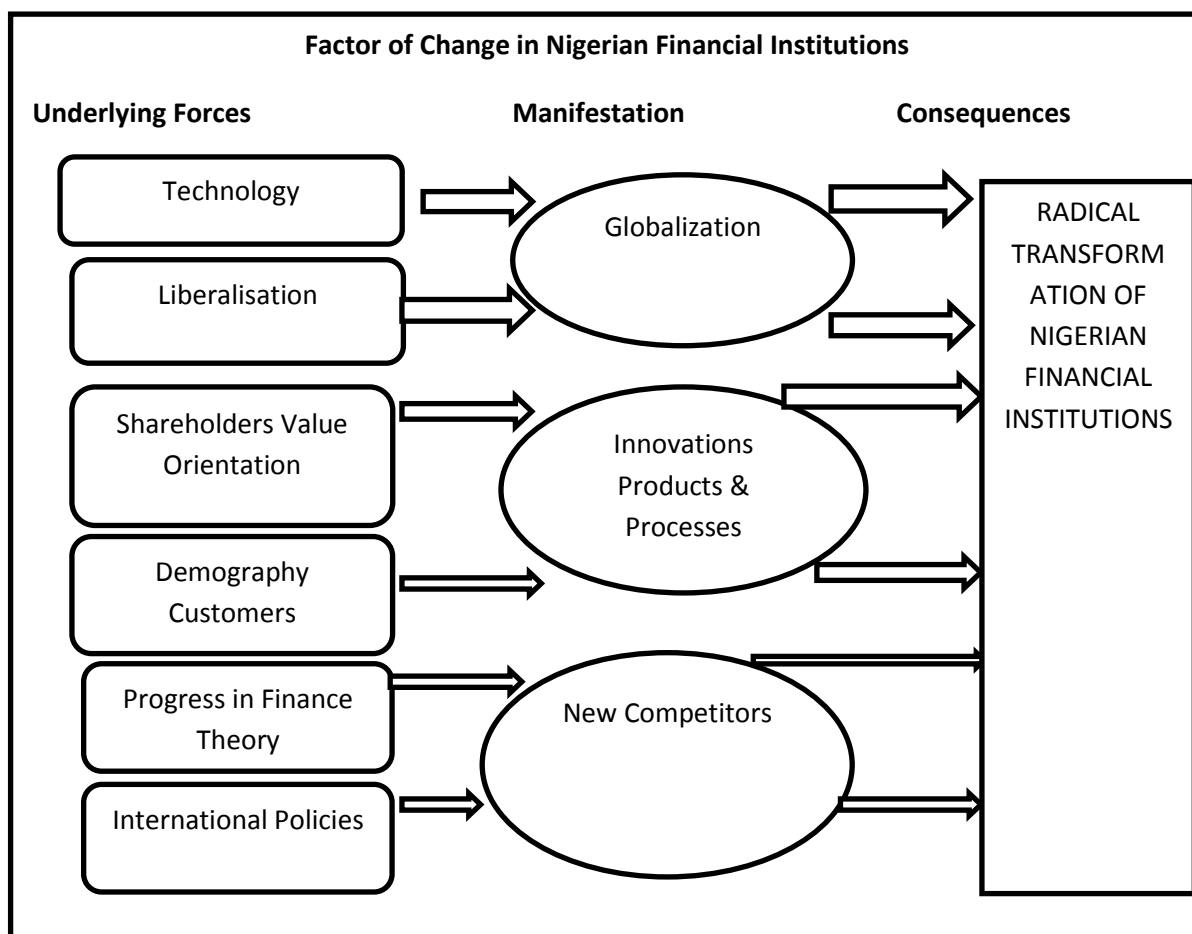 Factor of Change in Nigerian Financial Institutions
Underlying Forces
Manifestation
Consequences
Technology
Liberalisation
Shareholders Value
Orientation
Demography
Customers
Progress in Finance
Theory
International Policies
Globalization
Innovations
Products &
Processes
New Competitors
RADICAL
TRANSFORM
ATION OF
NIGERIAN
FINANCIAL
INSTITUTIONS